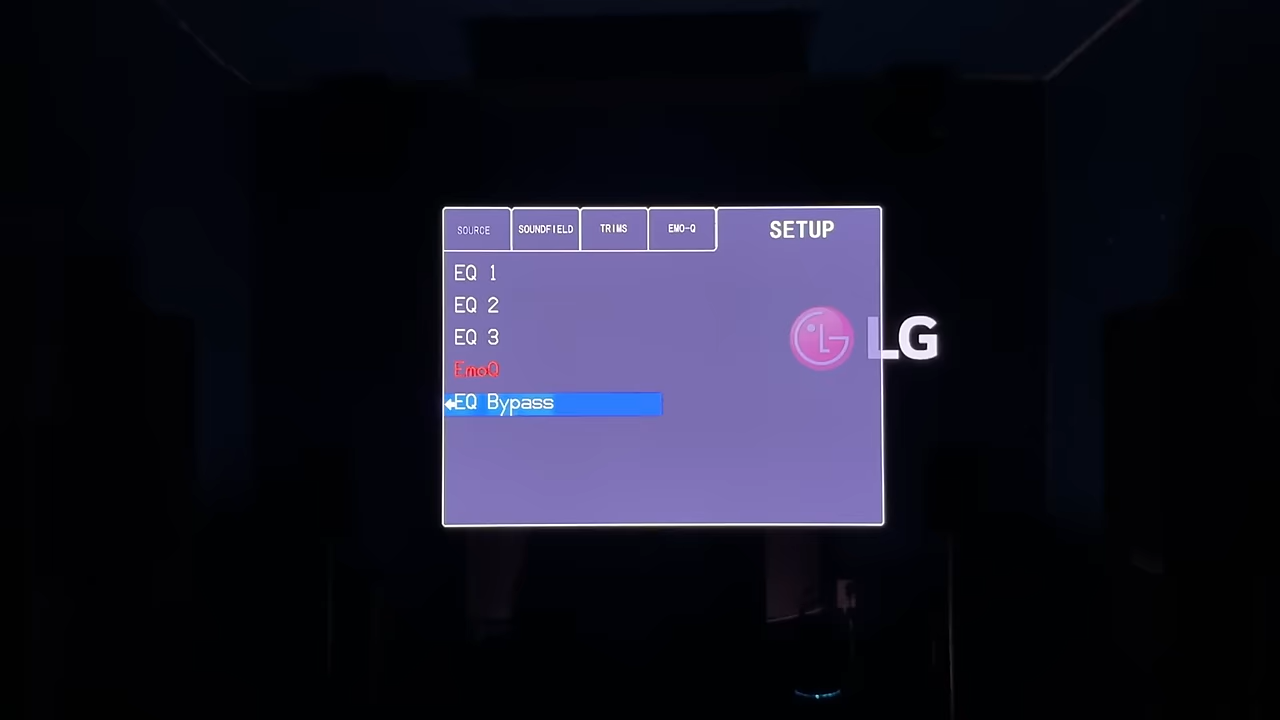 SOURCE
SOUNDFIELD
TRIMS
EMO-Q
SETUP
EQ 1
EQ 2
EQ 3
EmoQ
EQ Bypass
LG